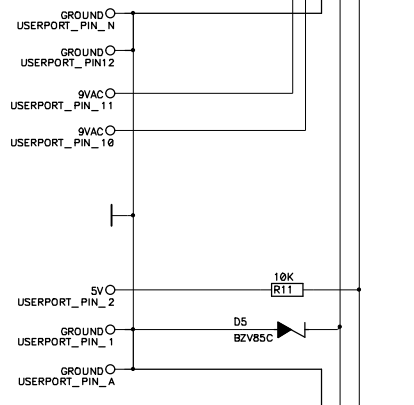 GROUND
USERPORT_PIN_N
GROUND
USERPORT_PIN12
9VAC
USERPORT_PIN_11
9VAC
USERPORT_PIN_10
10K
5V
R11
USERPORT_PIN_2
D5
GROUND
BZV85C
USERPORT_PIN_1
GROUND
USERPORT_PIN_A